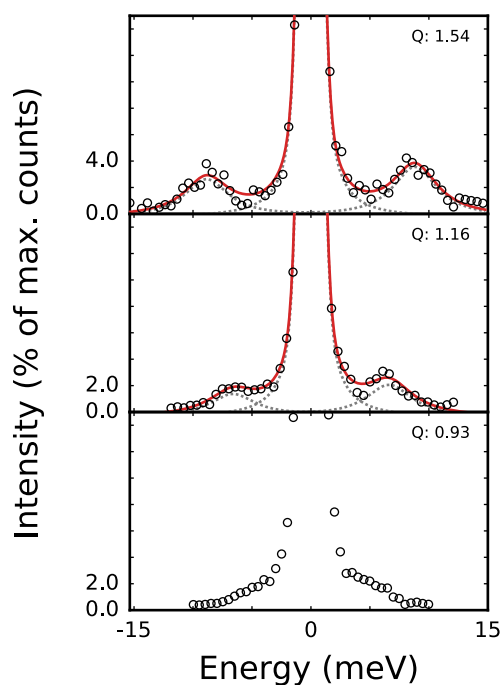 Intensity (% of max. counts)
Q: 1.54
4.0
0.0
Q: 1.16
2.0
0.0
Q: 0.93
2.0
0.0
-15
0
15
Energy (meV)